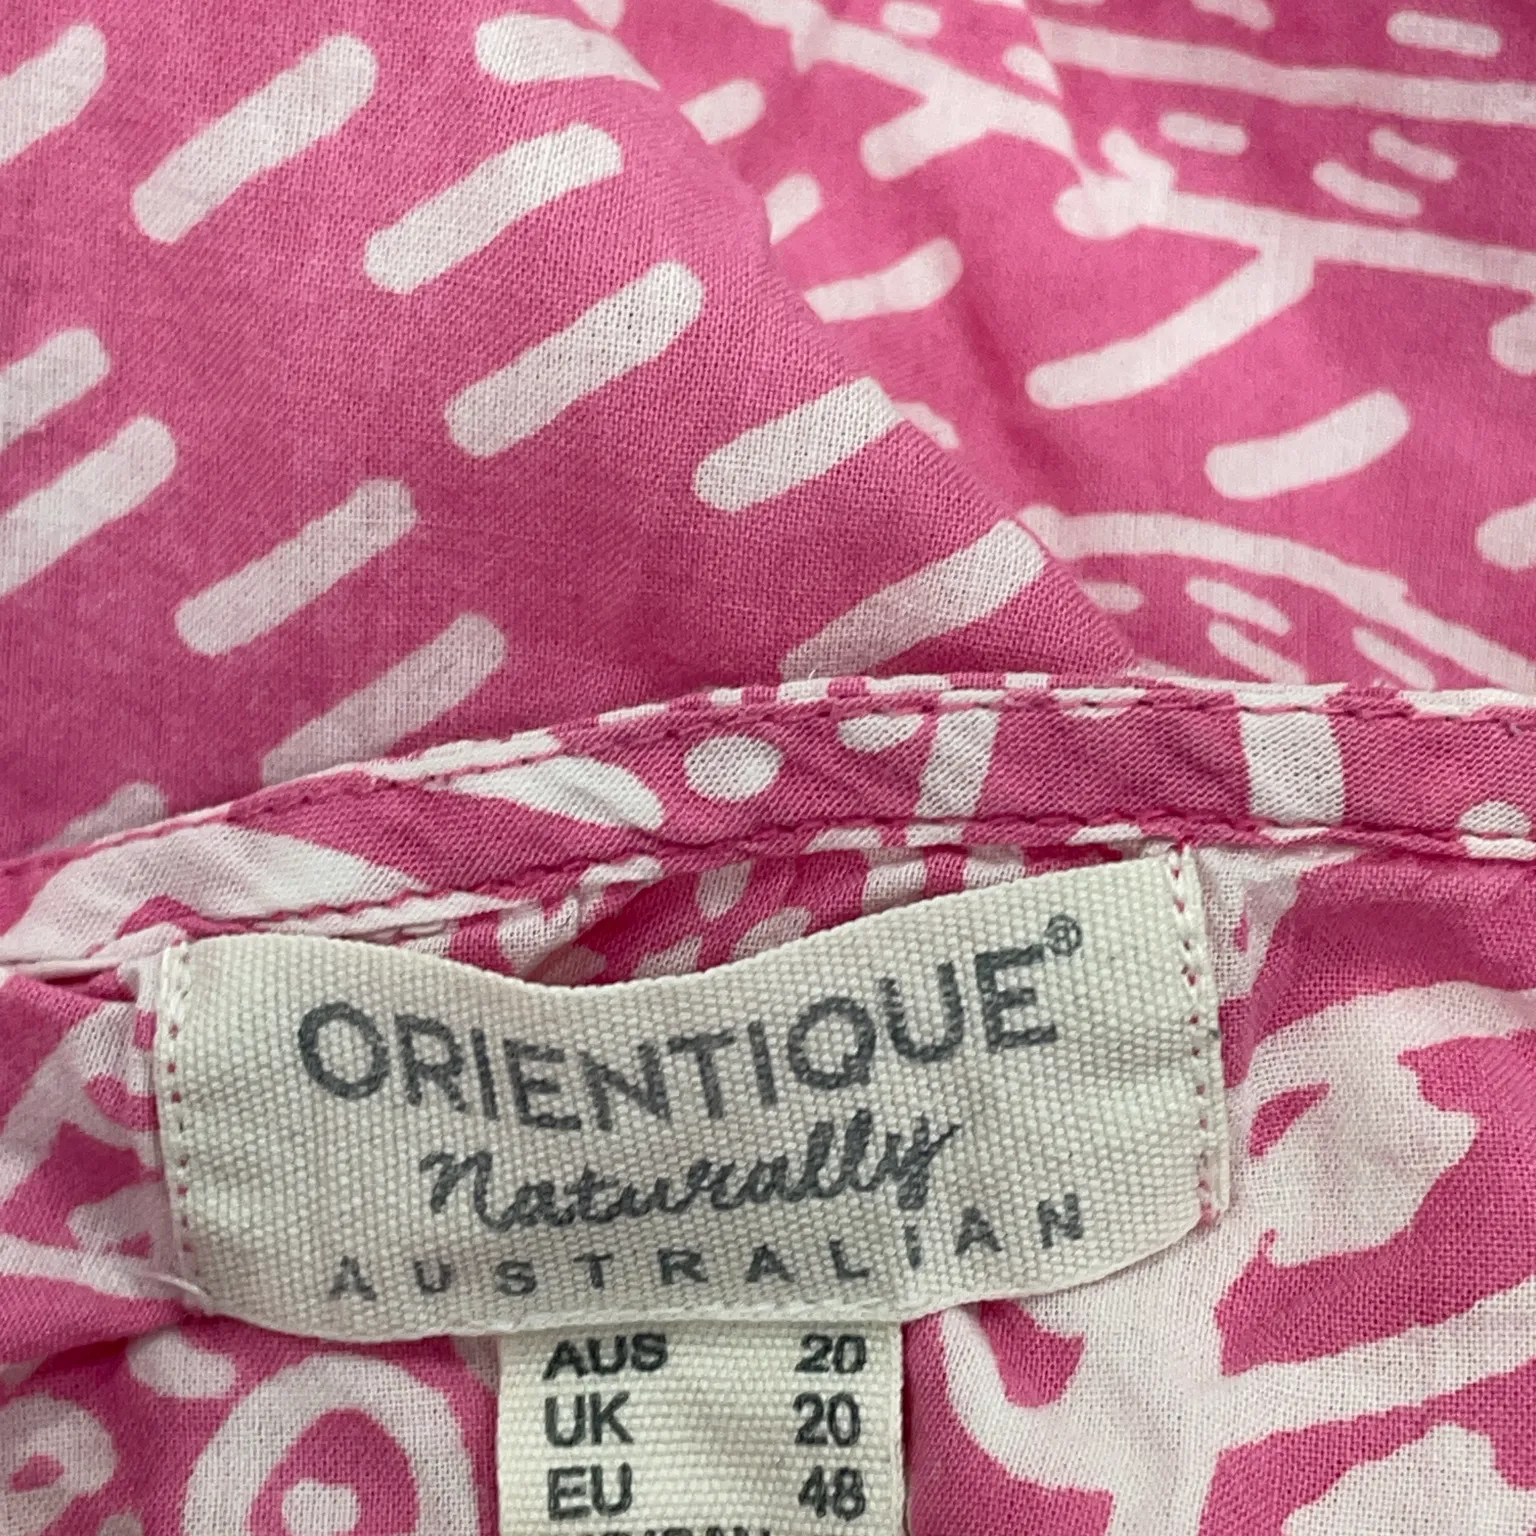 ORIENTIQUE®
Naturally
AUSTRALIAN
AUS 20
UK 20
EU 48